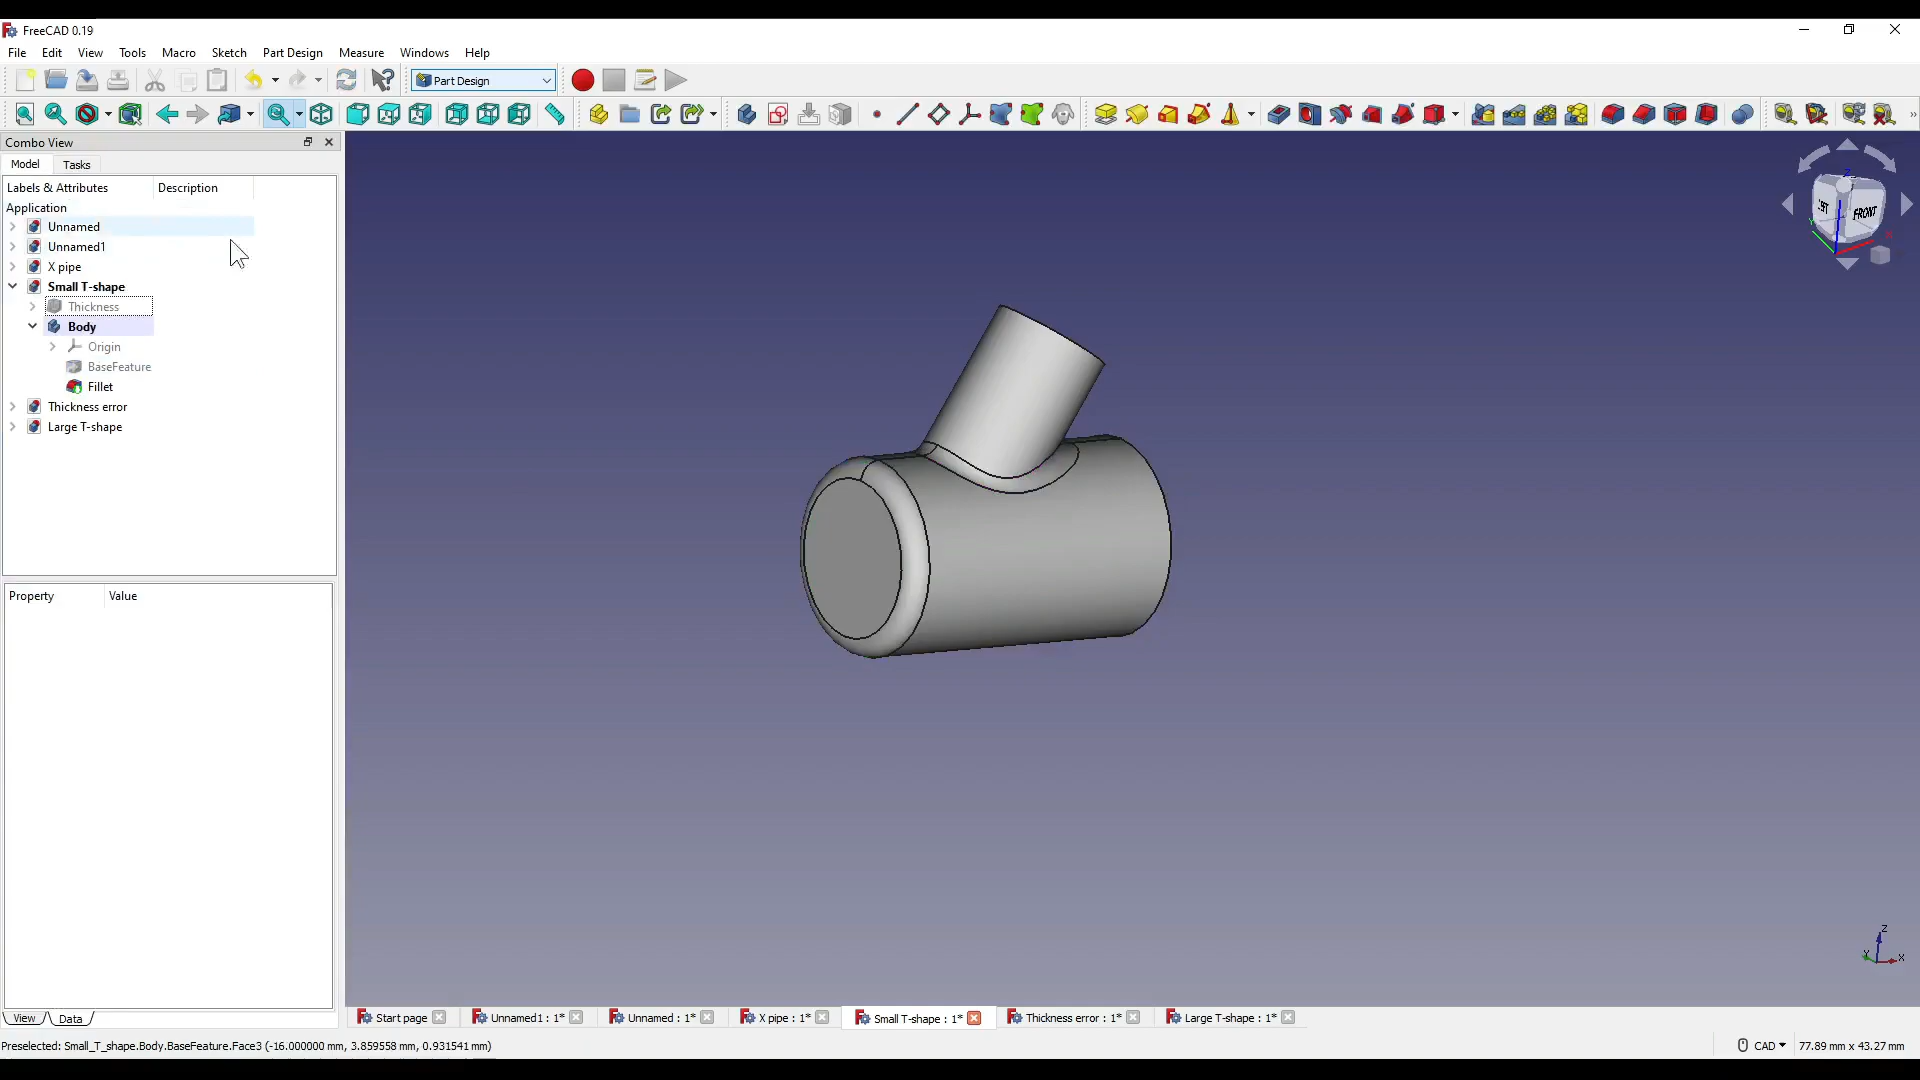 FreeCAD 0.19
File Edit View Tools Macro Sketch Part Design Measure Windows Help
Part Design
Combo View
Model Tasks
Labels & Attributes Description
Application
Unnamed
Unnamed1
X pipe
Small T-shape
Thickness
Body
Origin
BaseFeature
Fillet
Thickness error
Large T-shape
FRONT
Property Value
Z
Y X
View Data
Start page Unnamed1 : 1* Unnamed : 1* X pipe : 1* Small T-shape : 1* Thickness error : 1* Large T-shape : 1*
Preselected: Small_T_shape.Body.BaseFeature.Face3 (-16.000000 mm, 3.859558 mm, 0.931541 mm)
CAD 77.89 mm x 43.27 mm